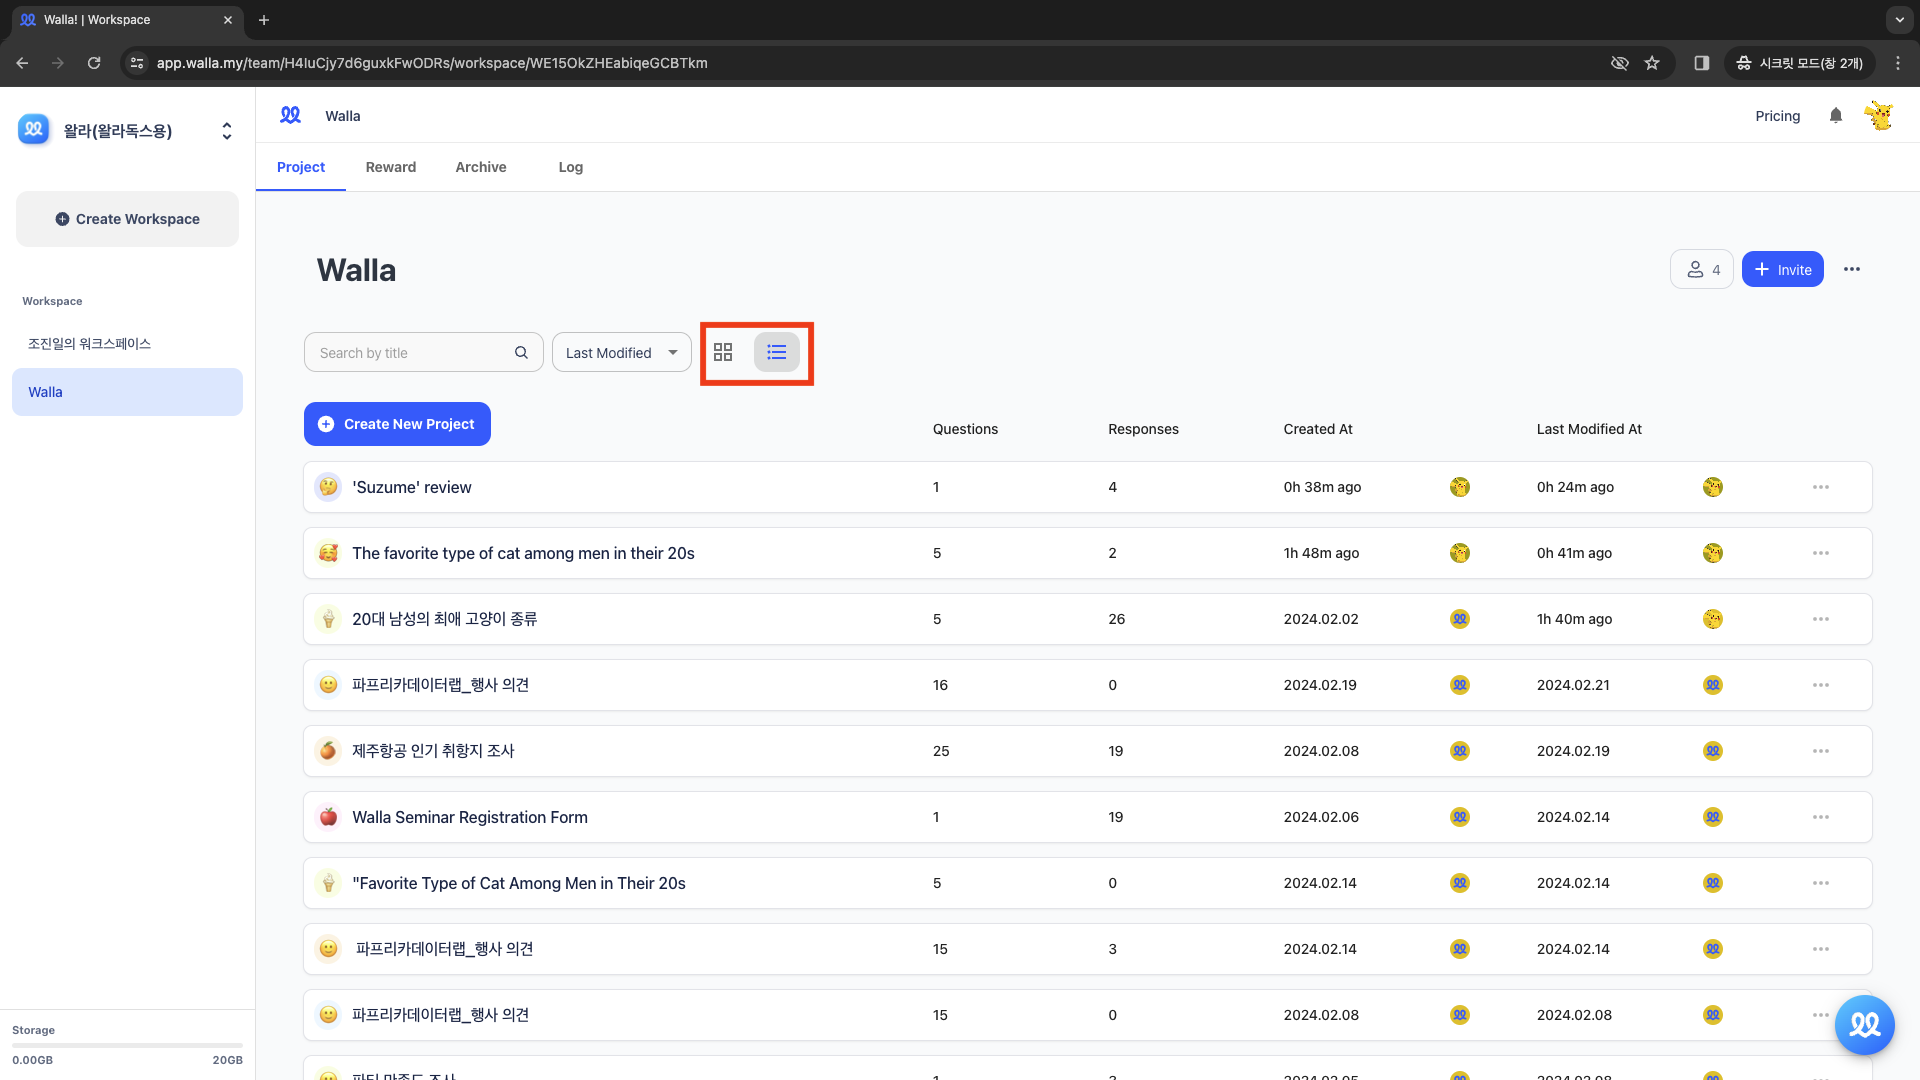 Walla! | Workspace
app.walla.my/team/H4IuCjy7d6guxkFwODRs/workspace/WE15OkZHEabiqeGCBTkm
시크릿 모드(창 2개)
왈라(왈라독스용)
Walla
Pricing
Project Reward Archive Log
Create Workspace
Workspace
조진일의 워크스페이스
Walla
Walla
4
Invite
Search by title
Last Modified
Create New Project
Questions Responses Created At Last Modified At
'Suzume' review 1 4 0h 38m ago 0h 24m ago
The favorite type of cat among men in their 20s 5 2 1h 48m ago 0h 41m ago
20대 남성의 최애 고양이 종류 5 26 2024.02.02 1h 40m ago
파프리카데이터랩_행사 의견 16 0 2024.02.19 2024.02.21
제주항공 인기 취항지 조사 25 19 2024.02.08 2024.02.19
Walla Seminar Registration Form 1 19 2024.02.06 2024.02.14
"Favorite Type of Cat Among Men in Their 20s 5 0 2024.02.14 2024.02.14
파프리카데이터랩_행사 의견 15 3 2024.02.14 2024.02.14
파프리카데이터랩_행사 의견 15 0 2024.02.08 2024.02.08
Storage
0.00GB 20GB